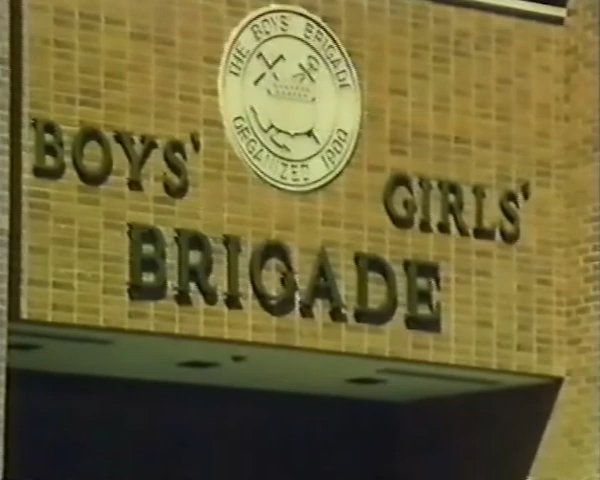 THE BOYS' BRIGADE
ORGANIZED 1900
BOYS' GIRLS'
BRIGADE